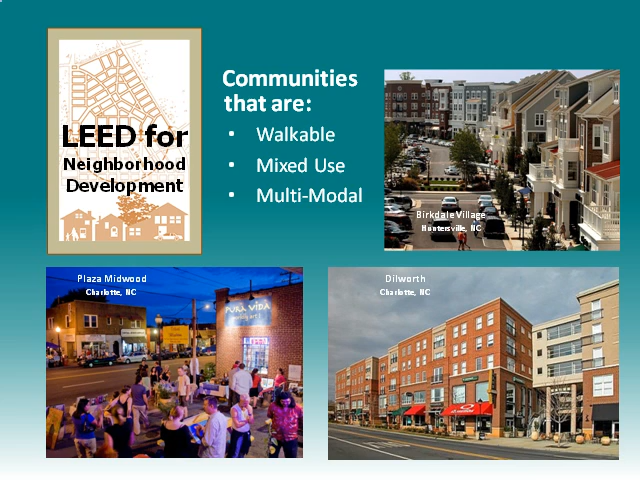 LEED for
Neighborhood
Development
Communities
that are:
• Walkable
• Mixed Use
• Multi-Modal
Birkdale Village
Huntersville, NC
Plaza Midwood
Charlotte, NC
PURA VIDA
Dilworth
Charlotte, NC